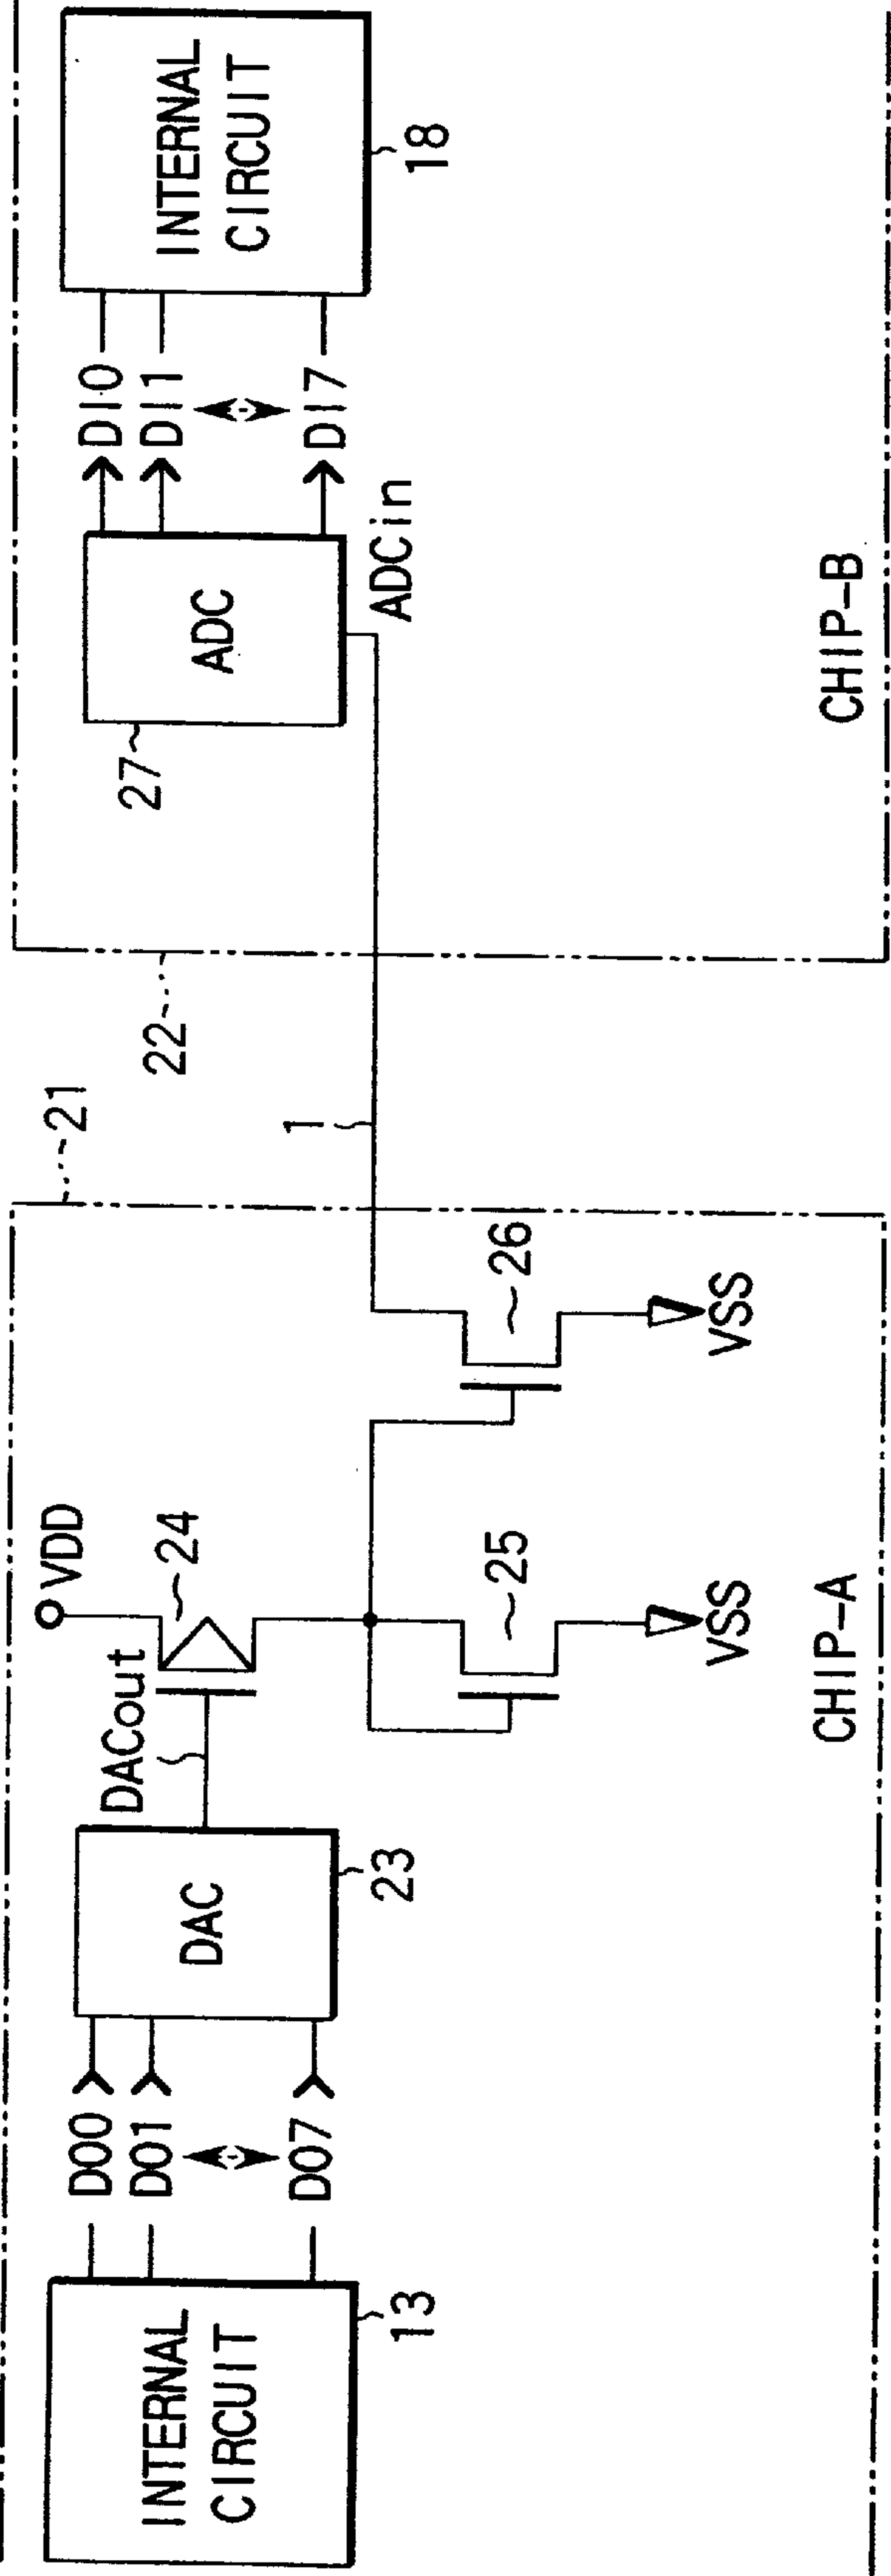 INTERNAL
CIRCUIT
13
DO0
DO1
DO7
DAC
23
DACout
VDD
24
25
VSS
26
VSS
CHIP-A
21
1
22
27
ADC
ADCin
DI0
DI1
DI7
INTERNAL
CIRCUIT
18
CHIP-B